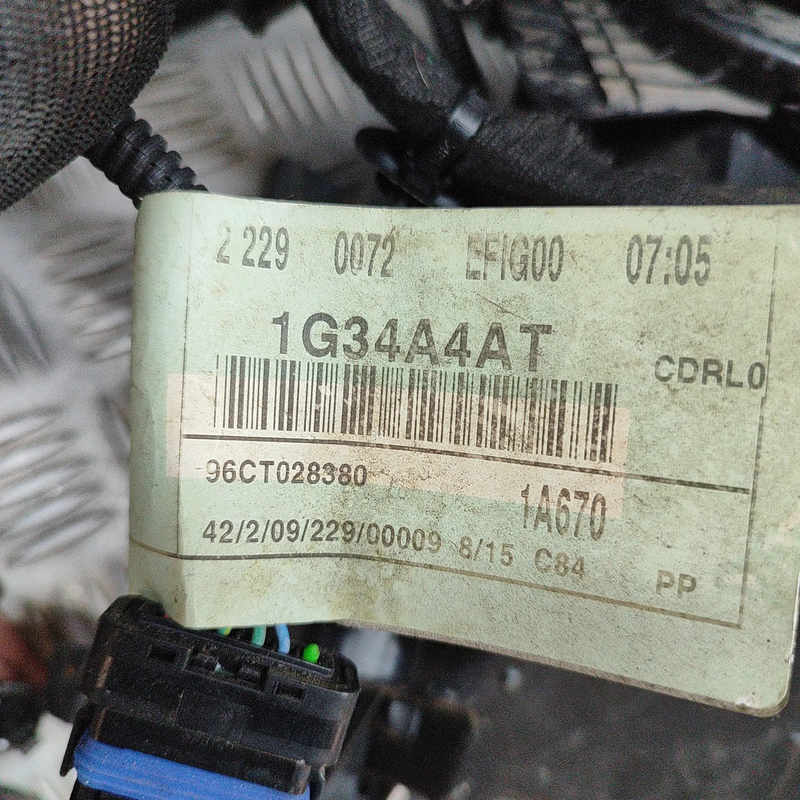 2 229 0072 EFIG00 07:05
1G34A4AT CDRL0
96CT028380 1A670
42/2/09/229/00009 8/15 C84 PP